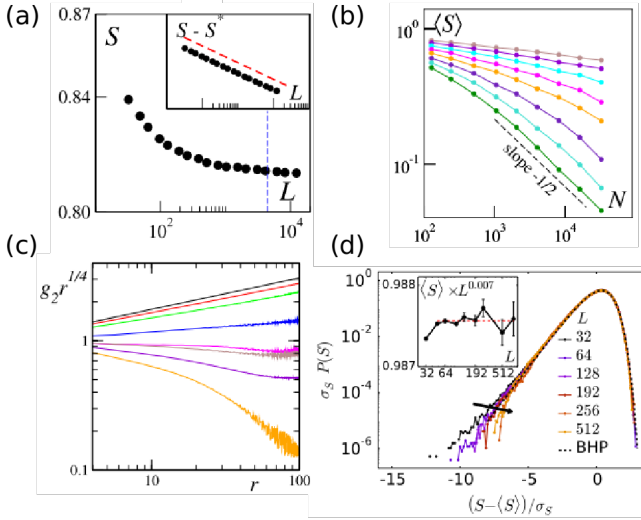 (a)
0.87
S
0.84
0.80
10²
10⁴
L
S - S*
L
(b)
⟨S⟩
10⁰
10⁻¹
slope -1/2
N
10²
10³
10⁴
(c)
g₂r^1/4
1
0.1
10
r
100
(d)
10⁰
10⁻²
10⁻⁴
10⁻⁶
σ_S P(S)
0.988
⟨S⟩ × L^0.007
0.987
L
32 64 192 512
L
32
64
128
192
256
512
BHP
−15 −10 −5 0
(S−⟨S⟩)/σ_S